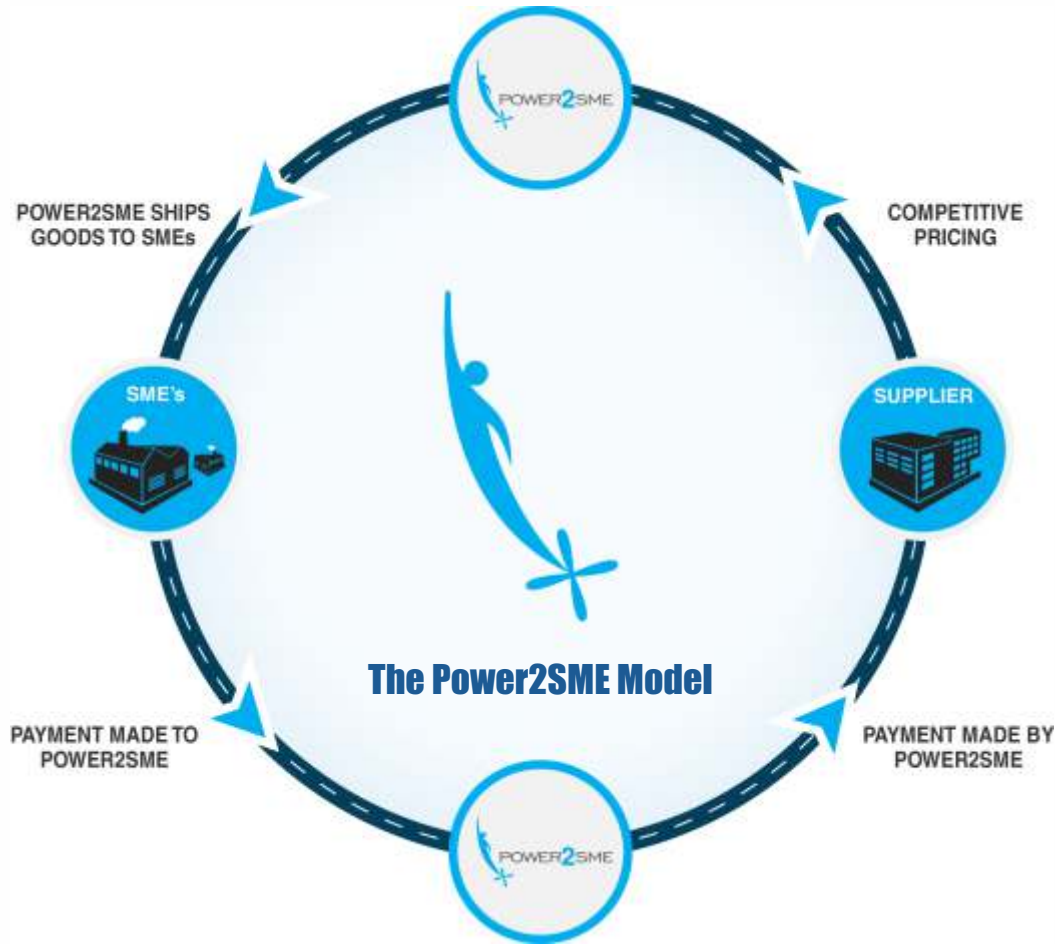 POWER2SME
POWER2SME SHIPS
GOODS TO SMEs
COMPETITIVE
PRICING
SME's
SUPPLIER
The Power2SME Model
PAYMENT MADE TO
POWER2SME
PAYMENT MADE BY
POWER2SME
POWER2SME